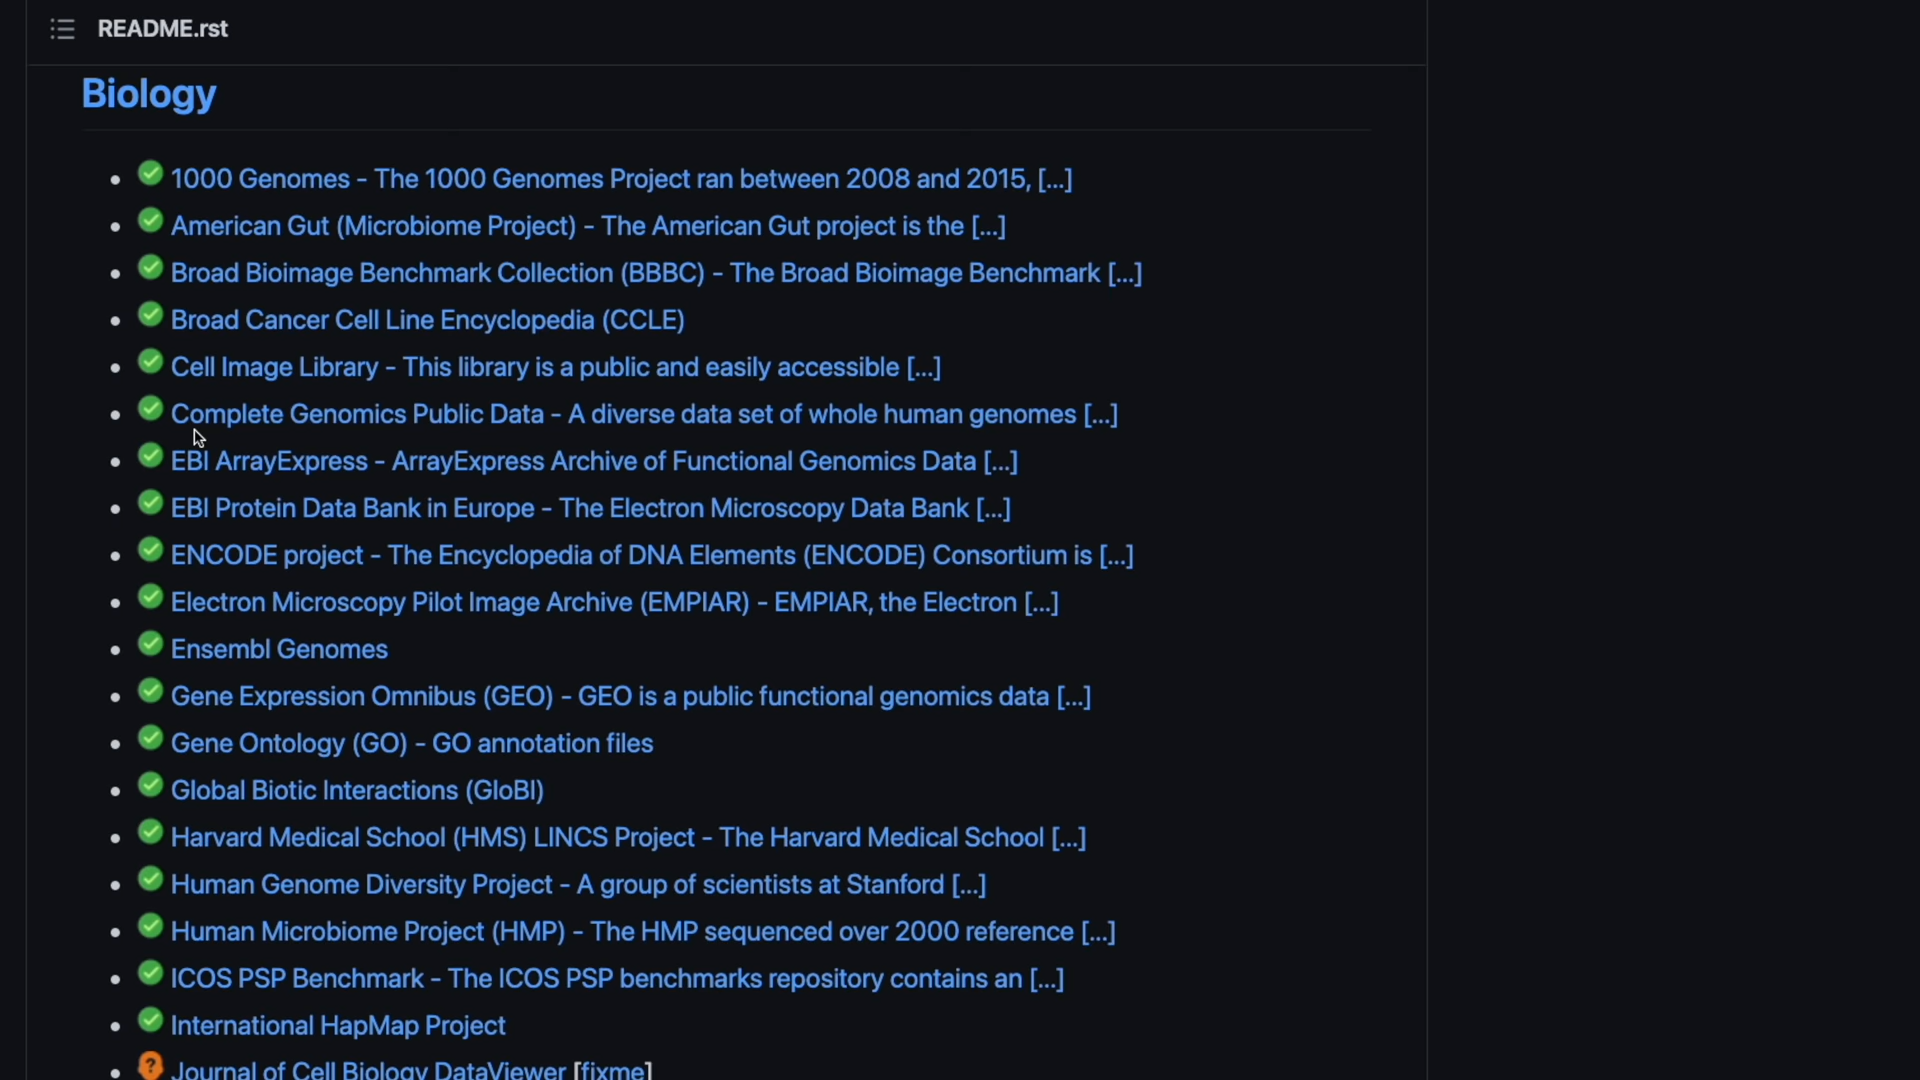 README.rst
Biology
1000 Genomes - The 1000 Genomes Project ran between 2008 and 2015, [...]
American Gut (Microbiome Project) - The American Gut project is the [...]
Broad Bioimage Benchmark Collection (BBBC) - The Broad Bioimage Benchmark [...]
Broad Cancer Cell Line Encyclopedia (CCLE)
Cell Image Library - This library is a public and easily accessible [...]
Complete Genomics Public Data - A diverse data set of whole human genomes [...]
EBI ArrayExpress - ArrayExpress Archive of Functional Genomics Data [...]
EBI Protein Data Bank in Europe - The Electron Microscopy Data Bank [...]
ENCODE project - The Encyclopedia of DNA Elements (ENCODE) Consortium is [...]
Electron Microscopy Pilot Image Archive (EMPIAR) - EMPIAR, the Electron [...]
Ensembl Genomes
Gene Expression Omnibus (GEO) - GEO is a public functional genomics data [...]
Gene Ontology (GO) - GO annotation files
Global Biotic Interactions (GloBI)
Harvard Medical School (HMS) LINCS Project - The Harvard Medical School [...]
Human Genome Diversity Project - A group of scientists at Stanford [...]
Human Microbiome Project (HMP) - The HMP sequenced over 2000 reference [...]
ICOS PSP Benchmark - The ICOS PSP benchmarks repository contains an [...]
International HapMap Project
Journal of Cell Biology DataViewer [fixme]